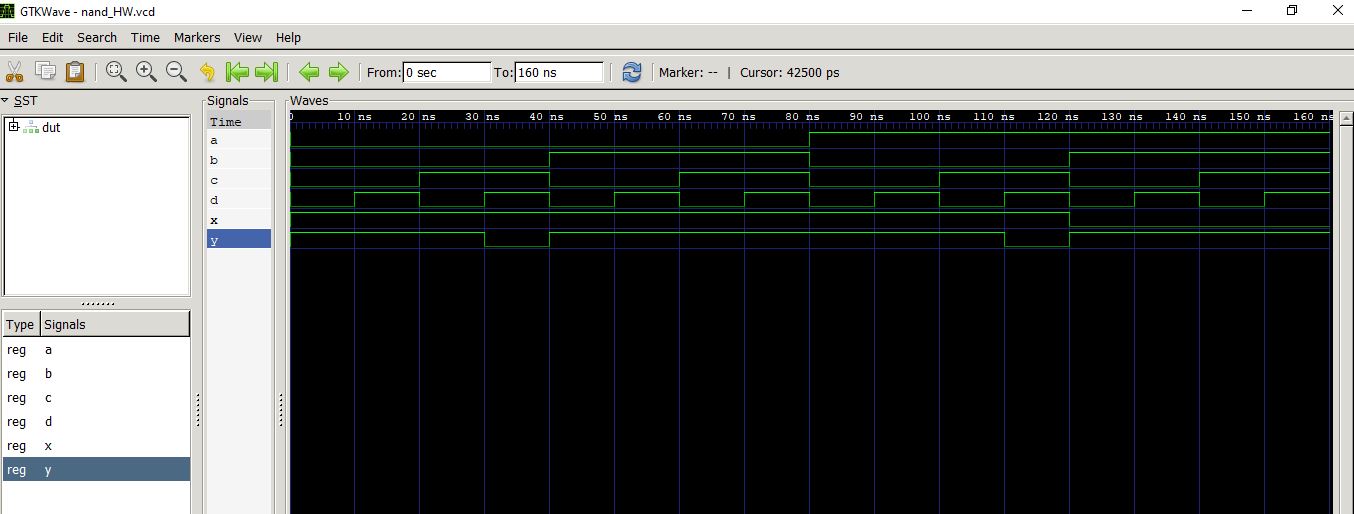 GTKWave - nand_HW.vcd
File Edit Search Time Markers View Help
From: 0 sec To: 160 ns Marker: -- | Cursor: 42500 ps
SST
dut
Type Signals
reg a
reg b
reg c
reg d
reg x
reg y
Signals
Time
a
b
c
d
x
y
Waves
0 10 ns 20 ns 30 ns 40 ns 50 ns 60 ns 70 ns 80 ns 90 ns 100 ns 110 ns 120 ns 130 ns 140 ns 150 ns 160 ns